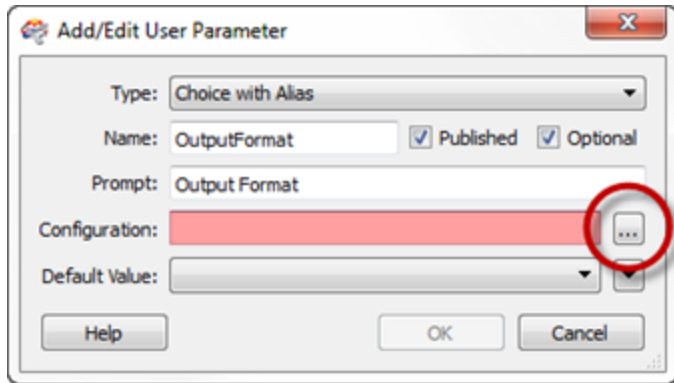 Add/Edit User Parameter
Type: Choice with Alias
Name: OutputFormat Published Optional
Prompt: Output Format
Configuration: ...
Default Value:
Help OK Cancel